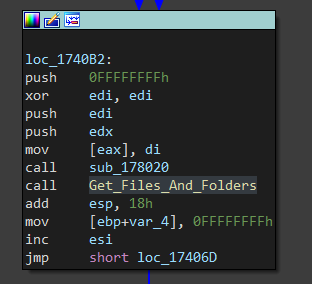 loc_1740B2:
push 0FFFFFFFFh
xor edi, edi
push edi
push edx
mov [eax], di
call sub_178020
call Get_Files_And_Folders
add esp, 18h
mov [ebp+var_4], 0FFFFFFFFh
inc esi
jmp short loc_17406D